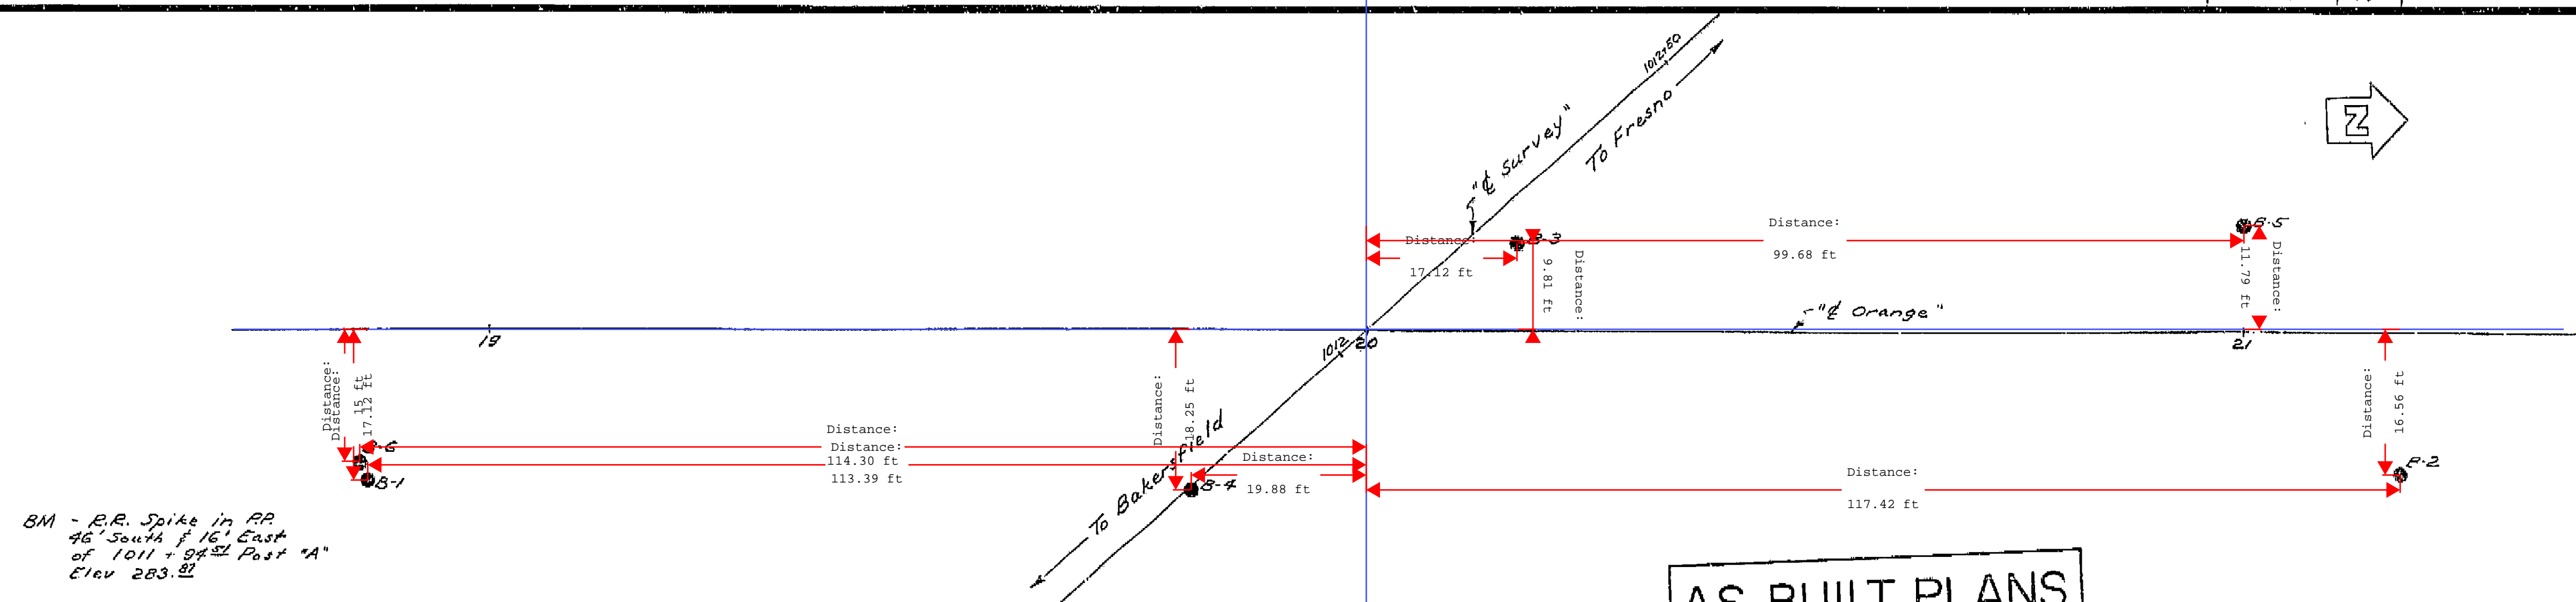 1012+50
"℄ Survey"
To Fresno
Z
B-5
Distance:
99.68 ft
Distance:
17.12 ft
B-3
9.81 ft
Distance:
11.79 ft
Distance:
"℄ Orange"
19
1012
20
21
Distance:
Distance:
15 ft
17.12 ft
Distance:
18.25 ft
Distance:
16.56 ft
Distance:
Distance:
114.30 ft
113.39 ft
B-1
To Bakersfield
Distance:
19.88 ft
B-4
Distance:
117.42 ft
B-2
BM - R.R. Spike in P.P.
46' South & 16' East
of 1011 + 94.51 Post "A"
Elev 283.87
AS BUILT PLANS